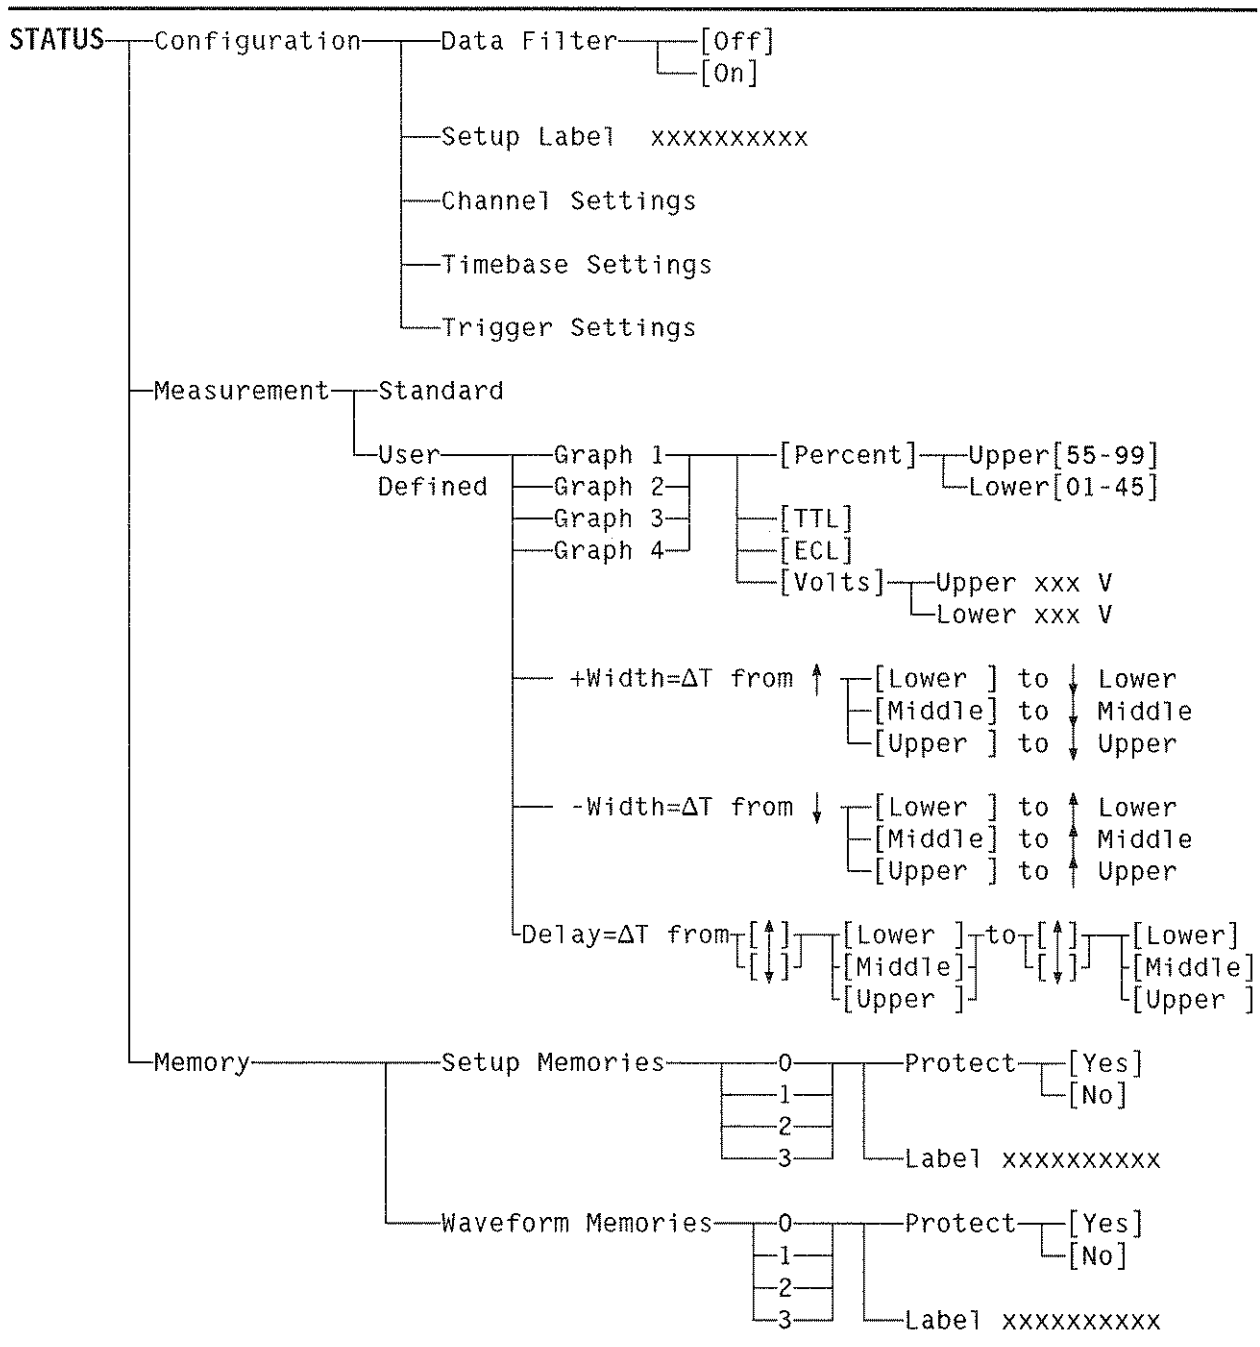 STATUS Configuration Data Filter [Off]
[On]
Setup Label xxxxxxxxxx
Channel Settings
Timebase Settings
Trigger Settings
Measurement Standard
User Graph 1 [Percent] Upper[55-99]
Defined Graph 2 Lower[01-45]
Graph 3 [TTL]
Graph 4 [ECL]
[Volts] Upper xxx V
Lower xxx V
+Width=ΔT from ↑ [Lower ] to ↓ Lower
[Middle] to ↓ Middle
[Upper ] to ↓ Upper
-Width=ΔT from ↓ [Lower ] to ↑ Lower
[Middle] to ↑ Middle
[Upper ] to ↑ Upper
Delay=ΔT from [↑] [Lower ] to [↑] [Lower]
[↓] [Middle] [↓] [Middle]
[Upper ] [Upper ]
Memory Setup Memories 0 Protect [Yes]
1 [No]
2
3 Label xxxxxxxxxx
Waveform Memories 0 Protect [Yes]
1 [No]
2
3 Label xxxxxxxxxx